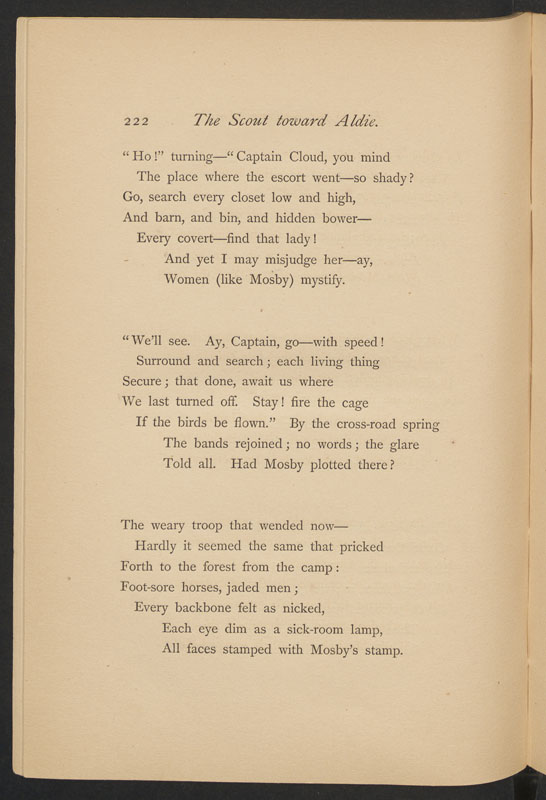 222 The Scout toward Aldie.
“ Ho !” turning—“ Captain Cloud, you mind
The place where the escort went—so shady ?
Go, search every closet low and high,
And barn, and bin, and hidden bower—
Every covert—find that lady !
And yet I may misjudge her—ay,
Women (like Mosby) mystify.
“ We’ll see. Ay, Captain, go—with speed !
Surround and search ; each living thing
Secure ; that done, await us where
We last turned off. Stay ! fire the cage
If the birds be flown.” By the cross-road spring
The bands rejoined ; no words ; the glare
Told all. Had Mosby plotted there ?
The weary troop that wended now—
Hardly it seemed the same that pricked
Forth to the forest from the camp :
Foot-sore horses, jaded men ;
Every backbone felt as nicked,
Each eye dim as a sick-room lamp,
All faces stamped with Mosby’s stamp.